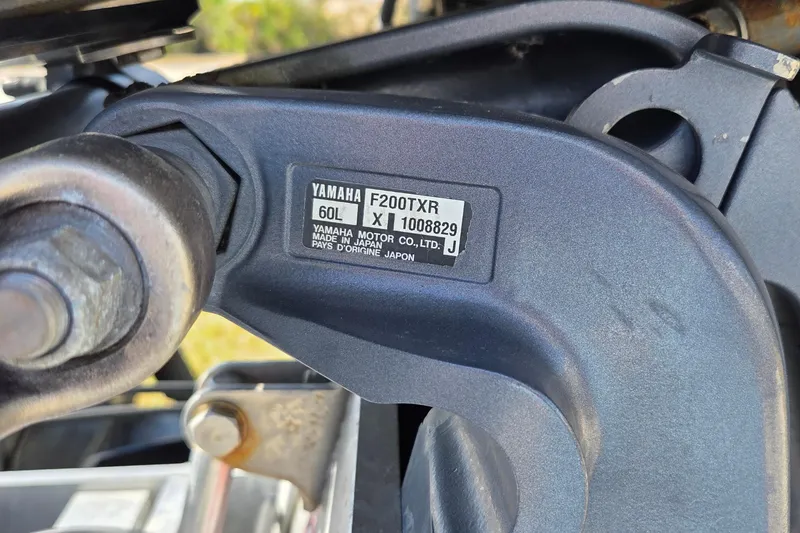 YAMAHA F200TXR
60L X 1008829
YAMAHA MOTOR CO., LTD. J
MADE IN JAPAN
PAYS D'ORIGINE JAPON